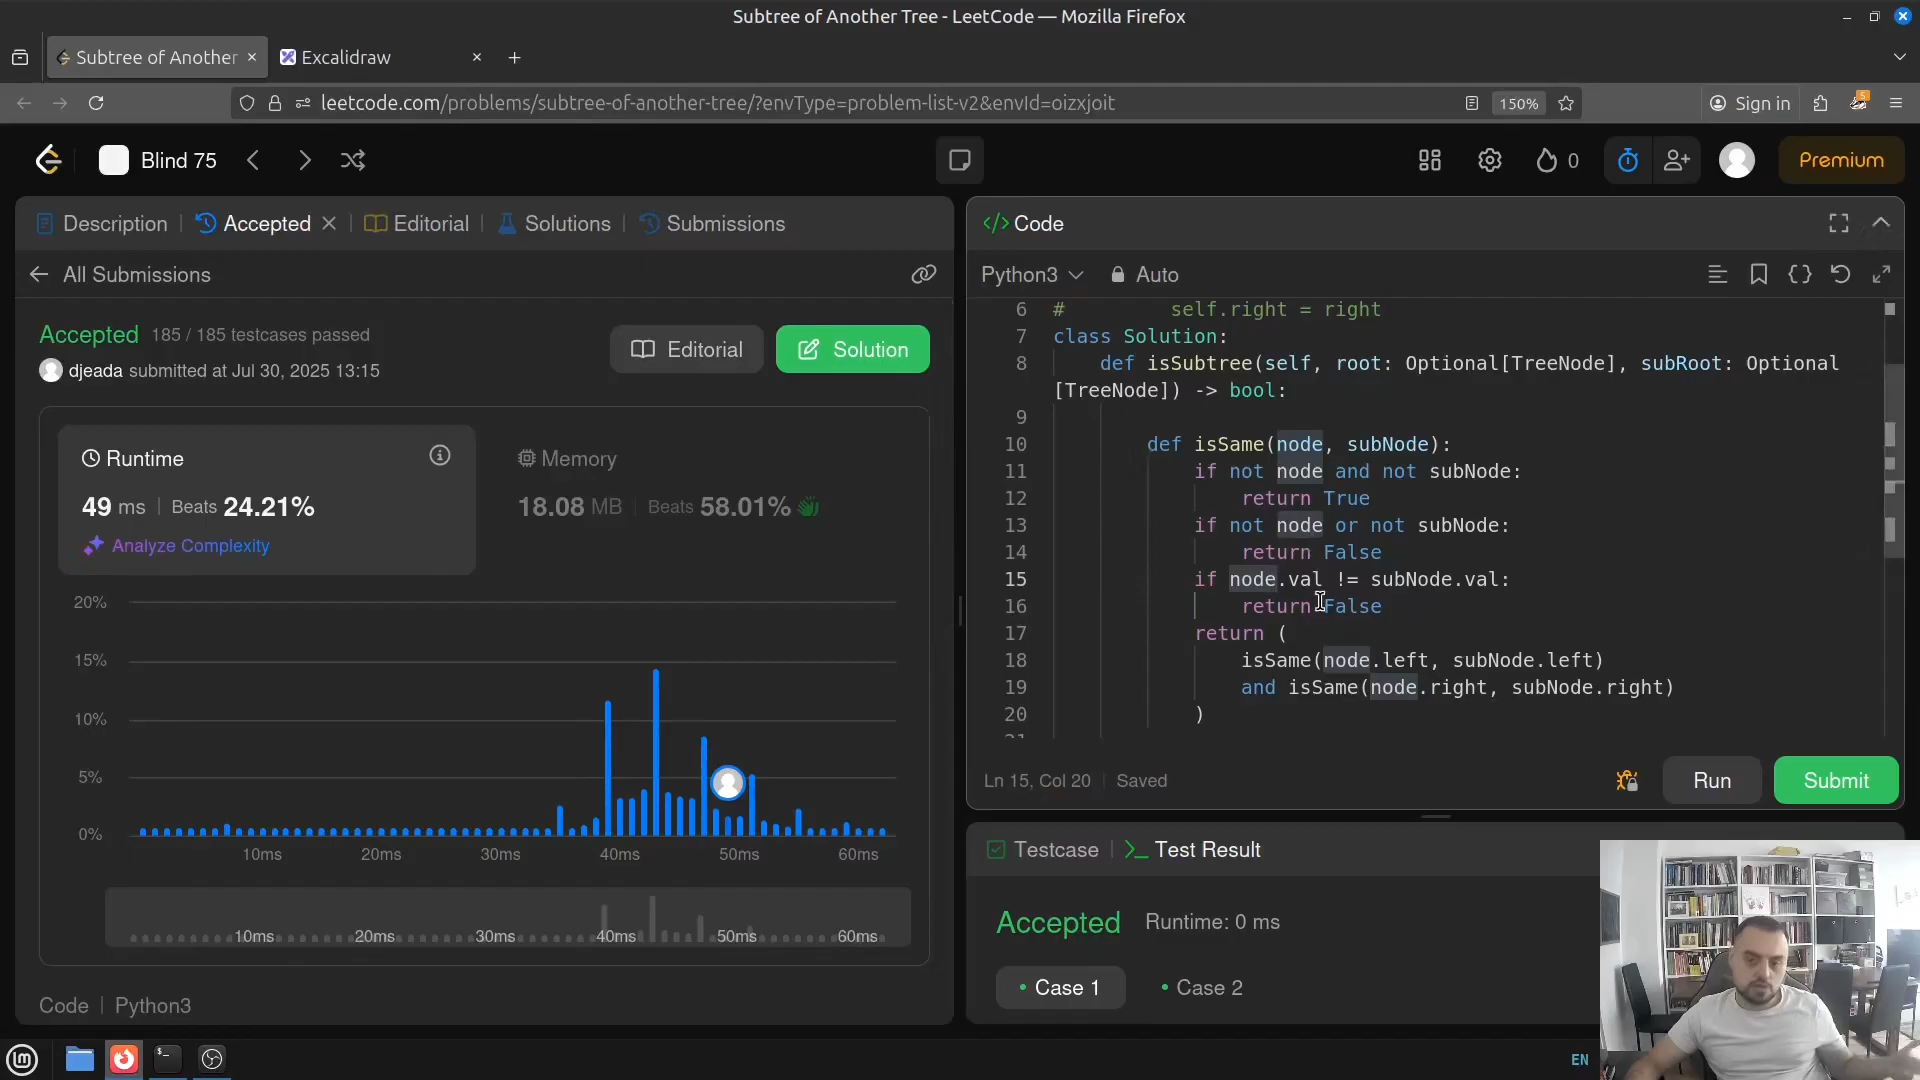 Subtree of Another Tree - LeetCode — Mozilla Firefox
Subtree of Another
Excalidraw
leetcode.com/problems/subtree-of-another-tree/?envType=problem-list-v2&envId=oizxjoit
150%
Sign in
5
Blind 75
0
Premium
Description
Accepted
Editorial
Solutions
Submissions
All Submissions
Accepted 185 / 185 testcases passed
djeada submitted at Jul 30, 2025 13:15
Editorial
Solution
Runtime
49 ms | Beats 24.21%
Analyze Complexity
Memory
18.08 MB | Beats 58.01%
20%
15%
10%
5%
0%
10ms 20ms 30ms 40ms 50ms 60ms
10ms 20ms 30ms 40ms 50ms 60ms
Code | Python3
</> Code
Python3
Auto
6 #         self.right = right
7 class Solution:
8     def isSubtree(self, root: Optional[TreeNode], subRoot: Optional
[TreeNode]) -> bool:
9
10         def isSame(node, subNode):
11             if not node and not subNode:
12                 return True
13             if not node or not subNode:
14                 return False
15             if node.val != subNode.val:
16                 return False
17             return (
18                 isSame(node.left, subNode.left)
19                 and isSame(node.right, subNode.right)
20             )
21
Ln 15, Col 20 | Saved
Run
Submit
Testcase
Test Result
Accepted Runtime: 0 ms
Case 1
Case 2
EN